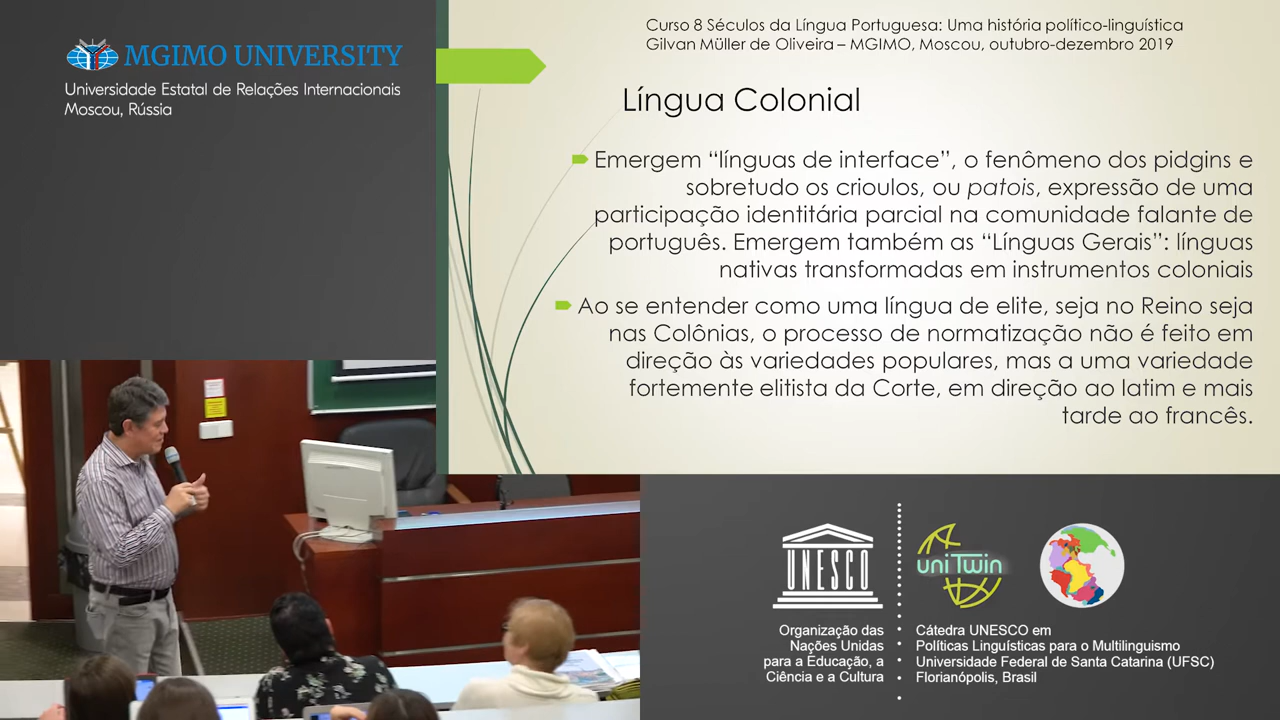 MGIMO UNIVERSITY
Universidade Estatal de Relações Internacionais
Moscou, Rússia
Curso 8 Séculos da Língua Portuguesa: Uma história político-linguística
Gilvan Müller de Oliveira – MGIMO, Moscou, outubro-dezembro 2019
Língua Colonial
Emergem “línguas de interface”, o fenômeno dos pidgins e
sobretudo os crioulos, ou patois, expressão de uma
participação identitária parcial na comunidade falante de
português. Emergem também as “Línguas Gerais”: línguas
nativas transformadas em instrumentos coloniais
Ao se entender como uma língua de elite, seja no Reino seja
nas Colônias, o processo de normatização não é feito em
direção às variedades populares, mas a uma variedade
fortemente elitista da Corte, em direção ao latim e mais
tarde ao francês.
UNESCO
Organização das
Nações Unidas
para a Educação, a
Ciência e a Cultura
uniTwin
Cátedra UNESCO em
Políticas Linguísticas para o Multilinguismo
Universidade Federal de Santa Catarina (UFSC)
Florianópolis, Brasil